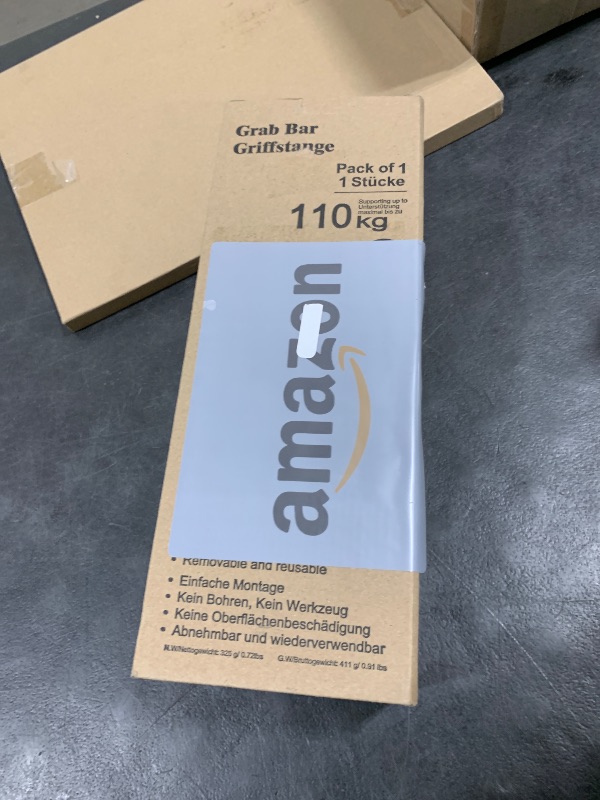 Grab Bar
Griffstange
Pack of 1
1 Stücke
110kg
Supporting up to
Unterstützung
maximal bis zu
amazon
• Removable and reusable
• Einfache Montage
• Kein Bohren, Kein Werkzeug
• Keine Oberflächenbeschädigung
• Abnehmbar und wiederverwendbar
N.W/Nettogewicht: 325 g/ 0.72lbs G.W/Bruttogewicht: 411 g/ 0.91 lbs